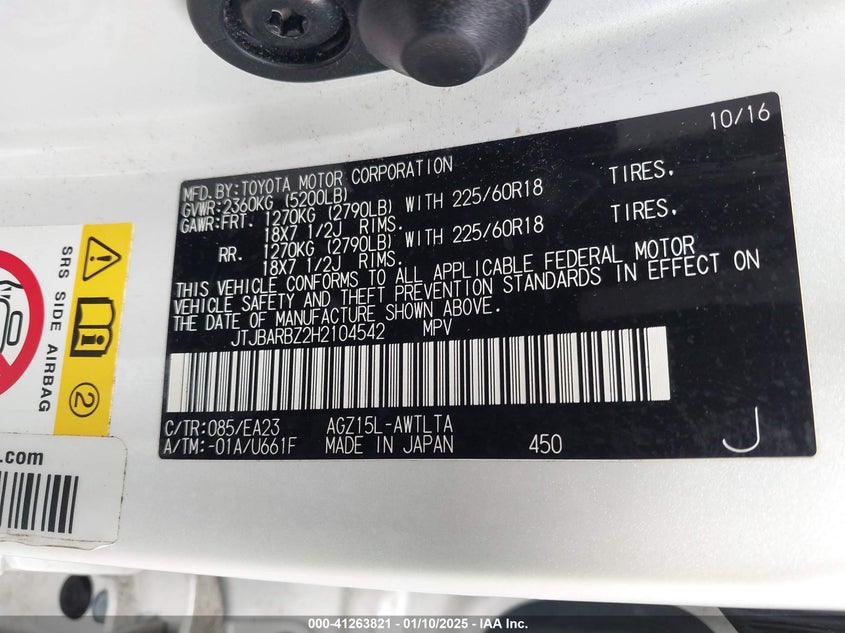 10/16
MFD.BY:TOYOTA MOTOR CORPORATION
GVWR:2360KG (5200LB)
GAWR:FRT. 1270KG (2790LB) WITH 225/60R18 TIRES,
18X7 1/2J RIMS.
RR. 1270KG (2790LB) WITH 225/60R18 TIRES,
18X7 1/2J RIMS.
THIS VEHICLE CONFORMS TO ALL APPLICABLE FEDERAL MOTOR
VEHICLE SAFETY AND THEFT PREVENTION STANDARDS IN EFFECT ON
THE DATE OF MANUFACTURE SHOWN ABOVE.
JTJBARBZ2H2104542 MPV
C/TR:085/EA23 AGZ15L-AWTLTA
A/TM:-01A/U661F MADE IN JAPAN 450 J
SRS SIDE AIRBAG
2
.com
000-41263821 - 01/10/2025 - IAA Inc.